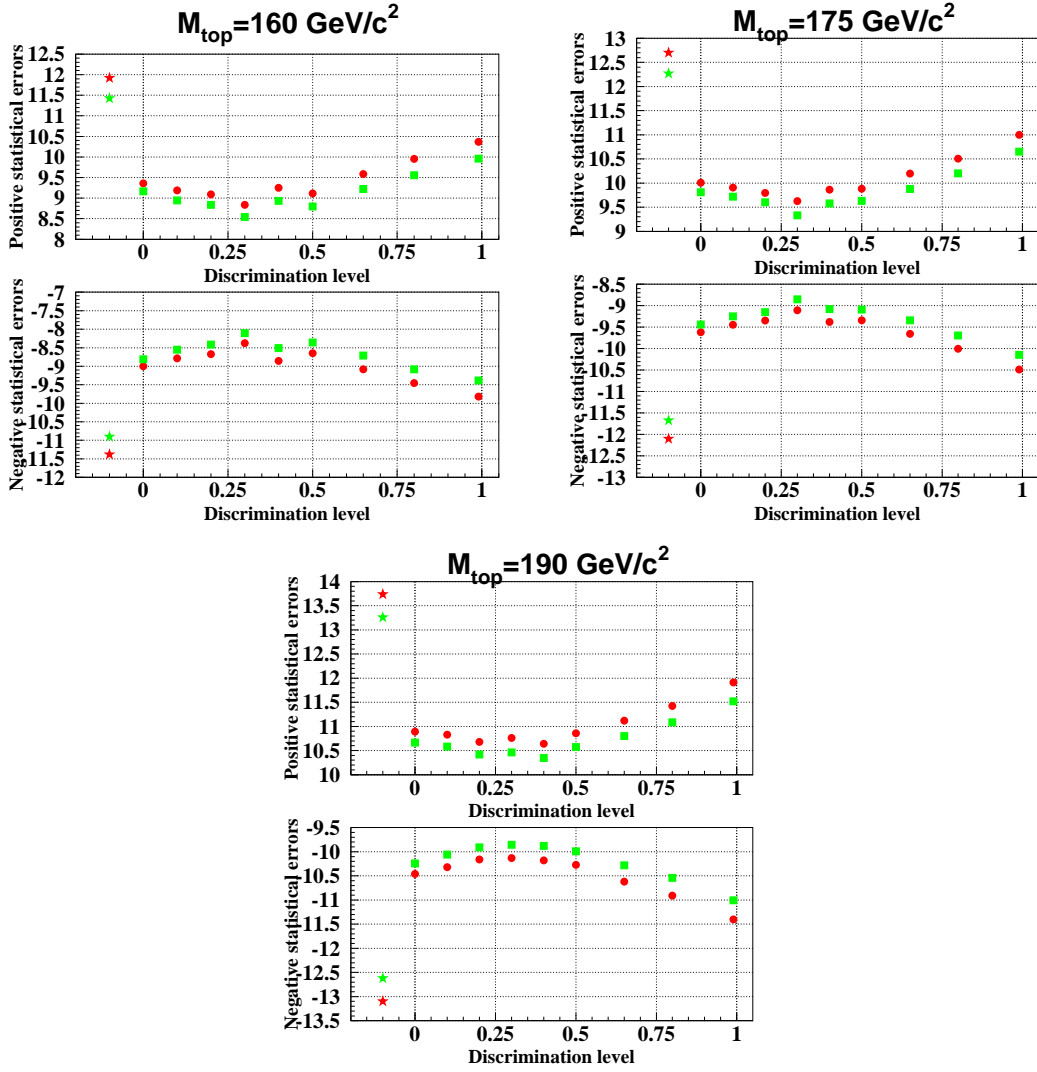 M_top=160 GeV/c^2
Positive statistical errors
12.5
12
11.5
11
10.5
10
9.5
9
8.5
8
0 0.25 0.5 0.75 1
Discrimination level
Negative statistical errors
-7
-7.5
-8
-8.5
-9
-9.5
-10
-10.5
-11
-11.5
-12
0 0.25 0.5 0.75 1
Discrimination level
M_top=175 GeV/c^2
Positive statistical errors
13
12.5
12
11.5
11
10.5
10
9.5
9
0 0.25 0.5 0.75 1
Discrimination level
Negative statistical errors
-8.5
-9
-9.5
-10
-10.5
-11
-11.5
-12
-12.5
-13
0 0.25 0.5 0.75 1
Discrimination level
M_top=190 GeV/c^2
Positive statistical errors
14
13.5
13
12.5
12
11.5
11
10.5
10
0 0.25 0.5 0.75 1
Discrimination level
Negative statistical errors
-9.5
-10
-10.5
-11
-11.5
-12
-12.5
-13
-13.5
0 0.25 0.5 0.75 1
Discrimination level